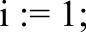 i := 1;